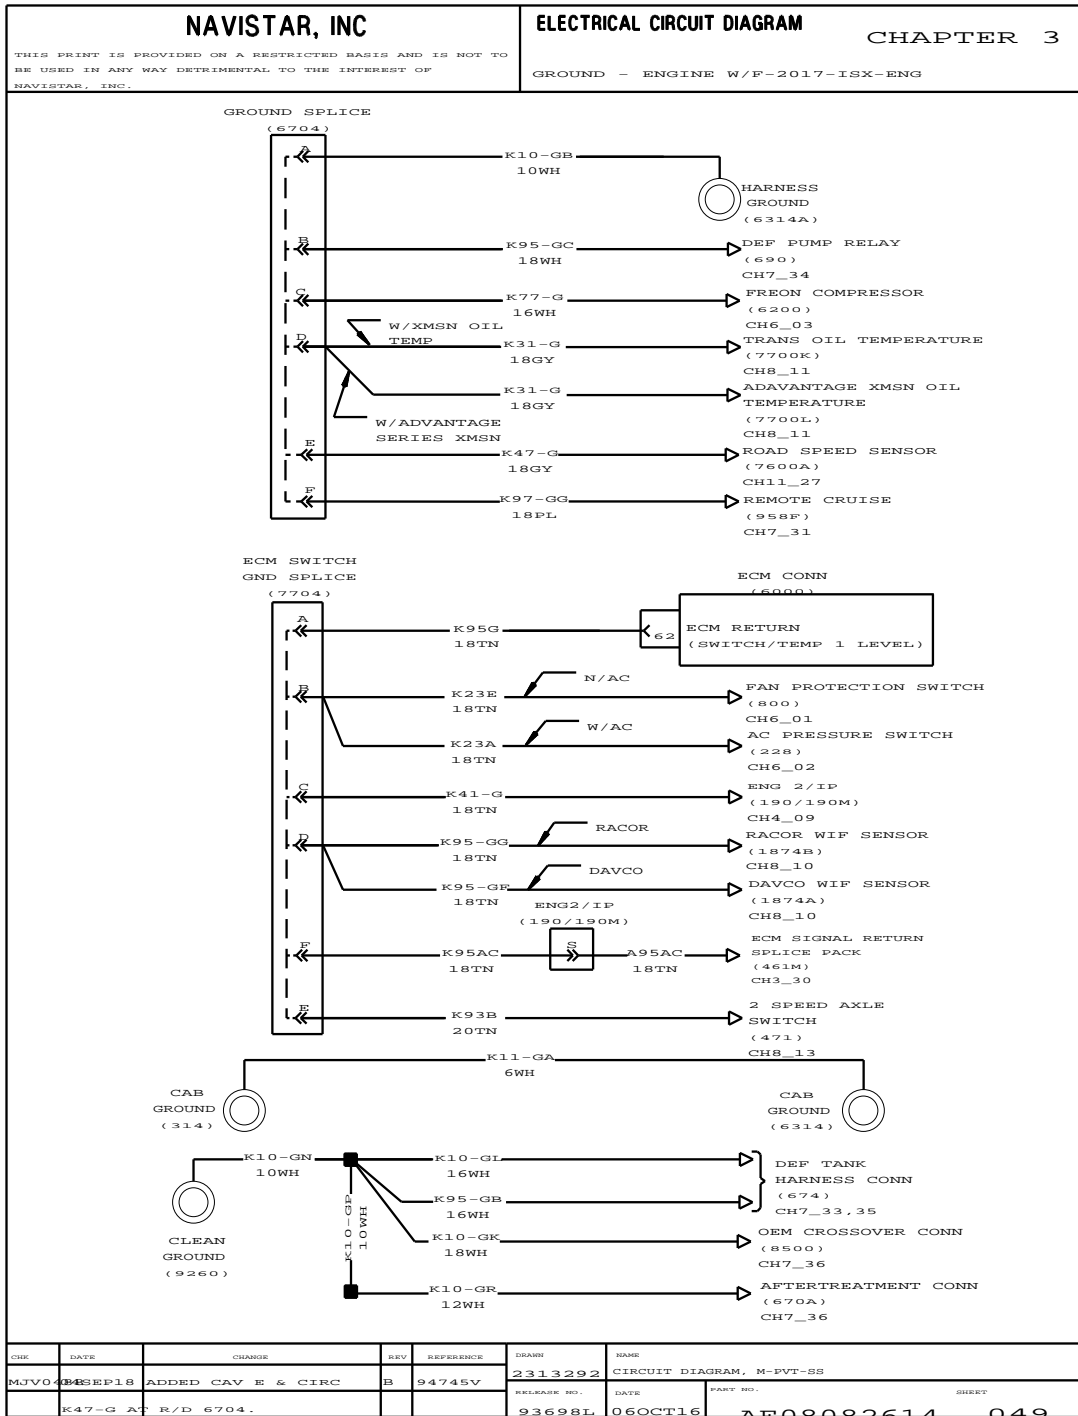 NAVISTAR, INC
THIS PRINT IS PROVIDED ON A RESTRICTED BASIS AND IS NOT TO
BE USED IN ANY WAY DETRIMENTAL TO THE INTEREST OF
NAVISTAR, INC.
ELECTRICAL CIRCUIT DIAGRAM
CHAPTER 3
GROUND - ENGINE W/F-2017-ISX-ENG
GROUND SPLICE
(6704)
A
K10-GB
10WH
HARNESS
GROUND
(6314A)
B
K95-GC
18WH
DEF PUMP RELAY
(690)
CH7_34
C
K77-G
16WH
FREON COMPRESSOR
(6200)
CH6_03
D
W/XMSN OIL
TEMP
K31-G
18GY
TRANS OIL TEMPERATURE
(7700K)
CH8_11
K31-G
18GY
ADAVANTAGE XMSN OIL
TEMPERATURE
(7700L)
CH8_11
W/ADVANTAGE
SERIES XMSN
E
K47-G
18GY
ROAD SPEED SENSOR
(7600A)
CH11_27
F
K97-GG
18PL
REMOTE CRUISE
(958F)
CH7_31
ECM SWITCH
GND SPLICE
(7704)
ECM CONN
(6000)
A
K95G
18TN
62
ECM RETURN
(SWITCH/TEMP 1 LEVEL)
B
K23E
18TN
N/AC
FAN PROTECTION SWITCH
(800)
CH6_01
K23A
18TN
W/AC
AC PRESSURE SWITCH
(228)
CH6_02
C
K41-G
18TN
ENG 2/IP
(190/190M)
CH4_09
D
K95-GG
18TN
RACOR
RACOR WIF SENSOR
(1874B)
CH8_10
K95-GF
18TN
DAVCO
DAVCO WIF SENSOR
(1874A)
CH8_10
ENG2/IP
(190/190M)
F
K95AC
18TN
S
A95AC
18TN
ECM SIGNAL RETURN
SPLICE PACK
(461M)
CH3_30
E
K93B
20TN
2 SPEED AXLE
SWITCH
(471)
CH8_13
K11-GA
6WH
CAB
GROUND
(314)
CAB
GROUND
(6314)
K10-GN
10WH
CLEAN
GROUND
(9260)
K10-GP
10WH
K10-GL
16WH
K95-GB
16WH
DEF TANK
HARNESS CONN
(674)
CH7_33,35
K10-GK
18WH
OEM CROSSOVER CONN
(8500)
CH7_36
K10-GR
12WH
AFTERTREATMENT CONN
(670A)
CH7_36
CHK DATE CHANGE REV REFERENCE
SEP18 ADDED CAV E & CIRC B 94745V
K47-G AT R/D 6704.
DRAWN
2313292
NAME
CIRCUIT DIAGRAM, M-PVT-SS
RELEASE NO.
93698L
DATE
06OCT16
PART NO.
AF08082614
SHEET
049